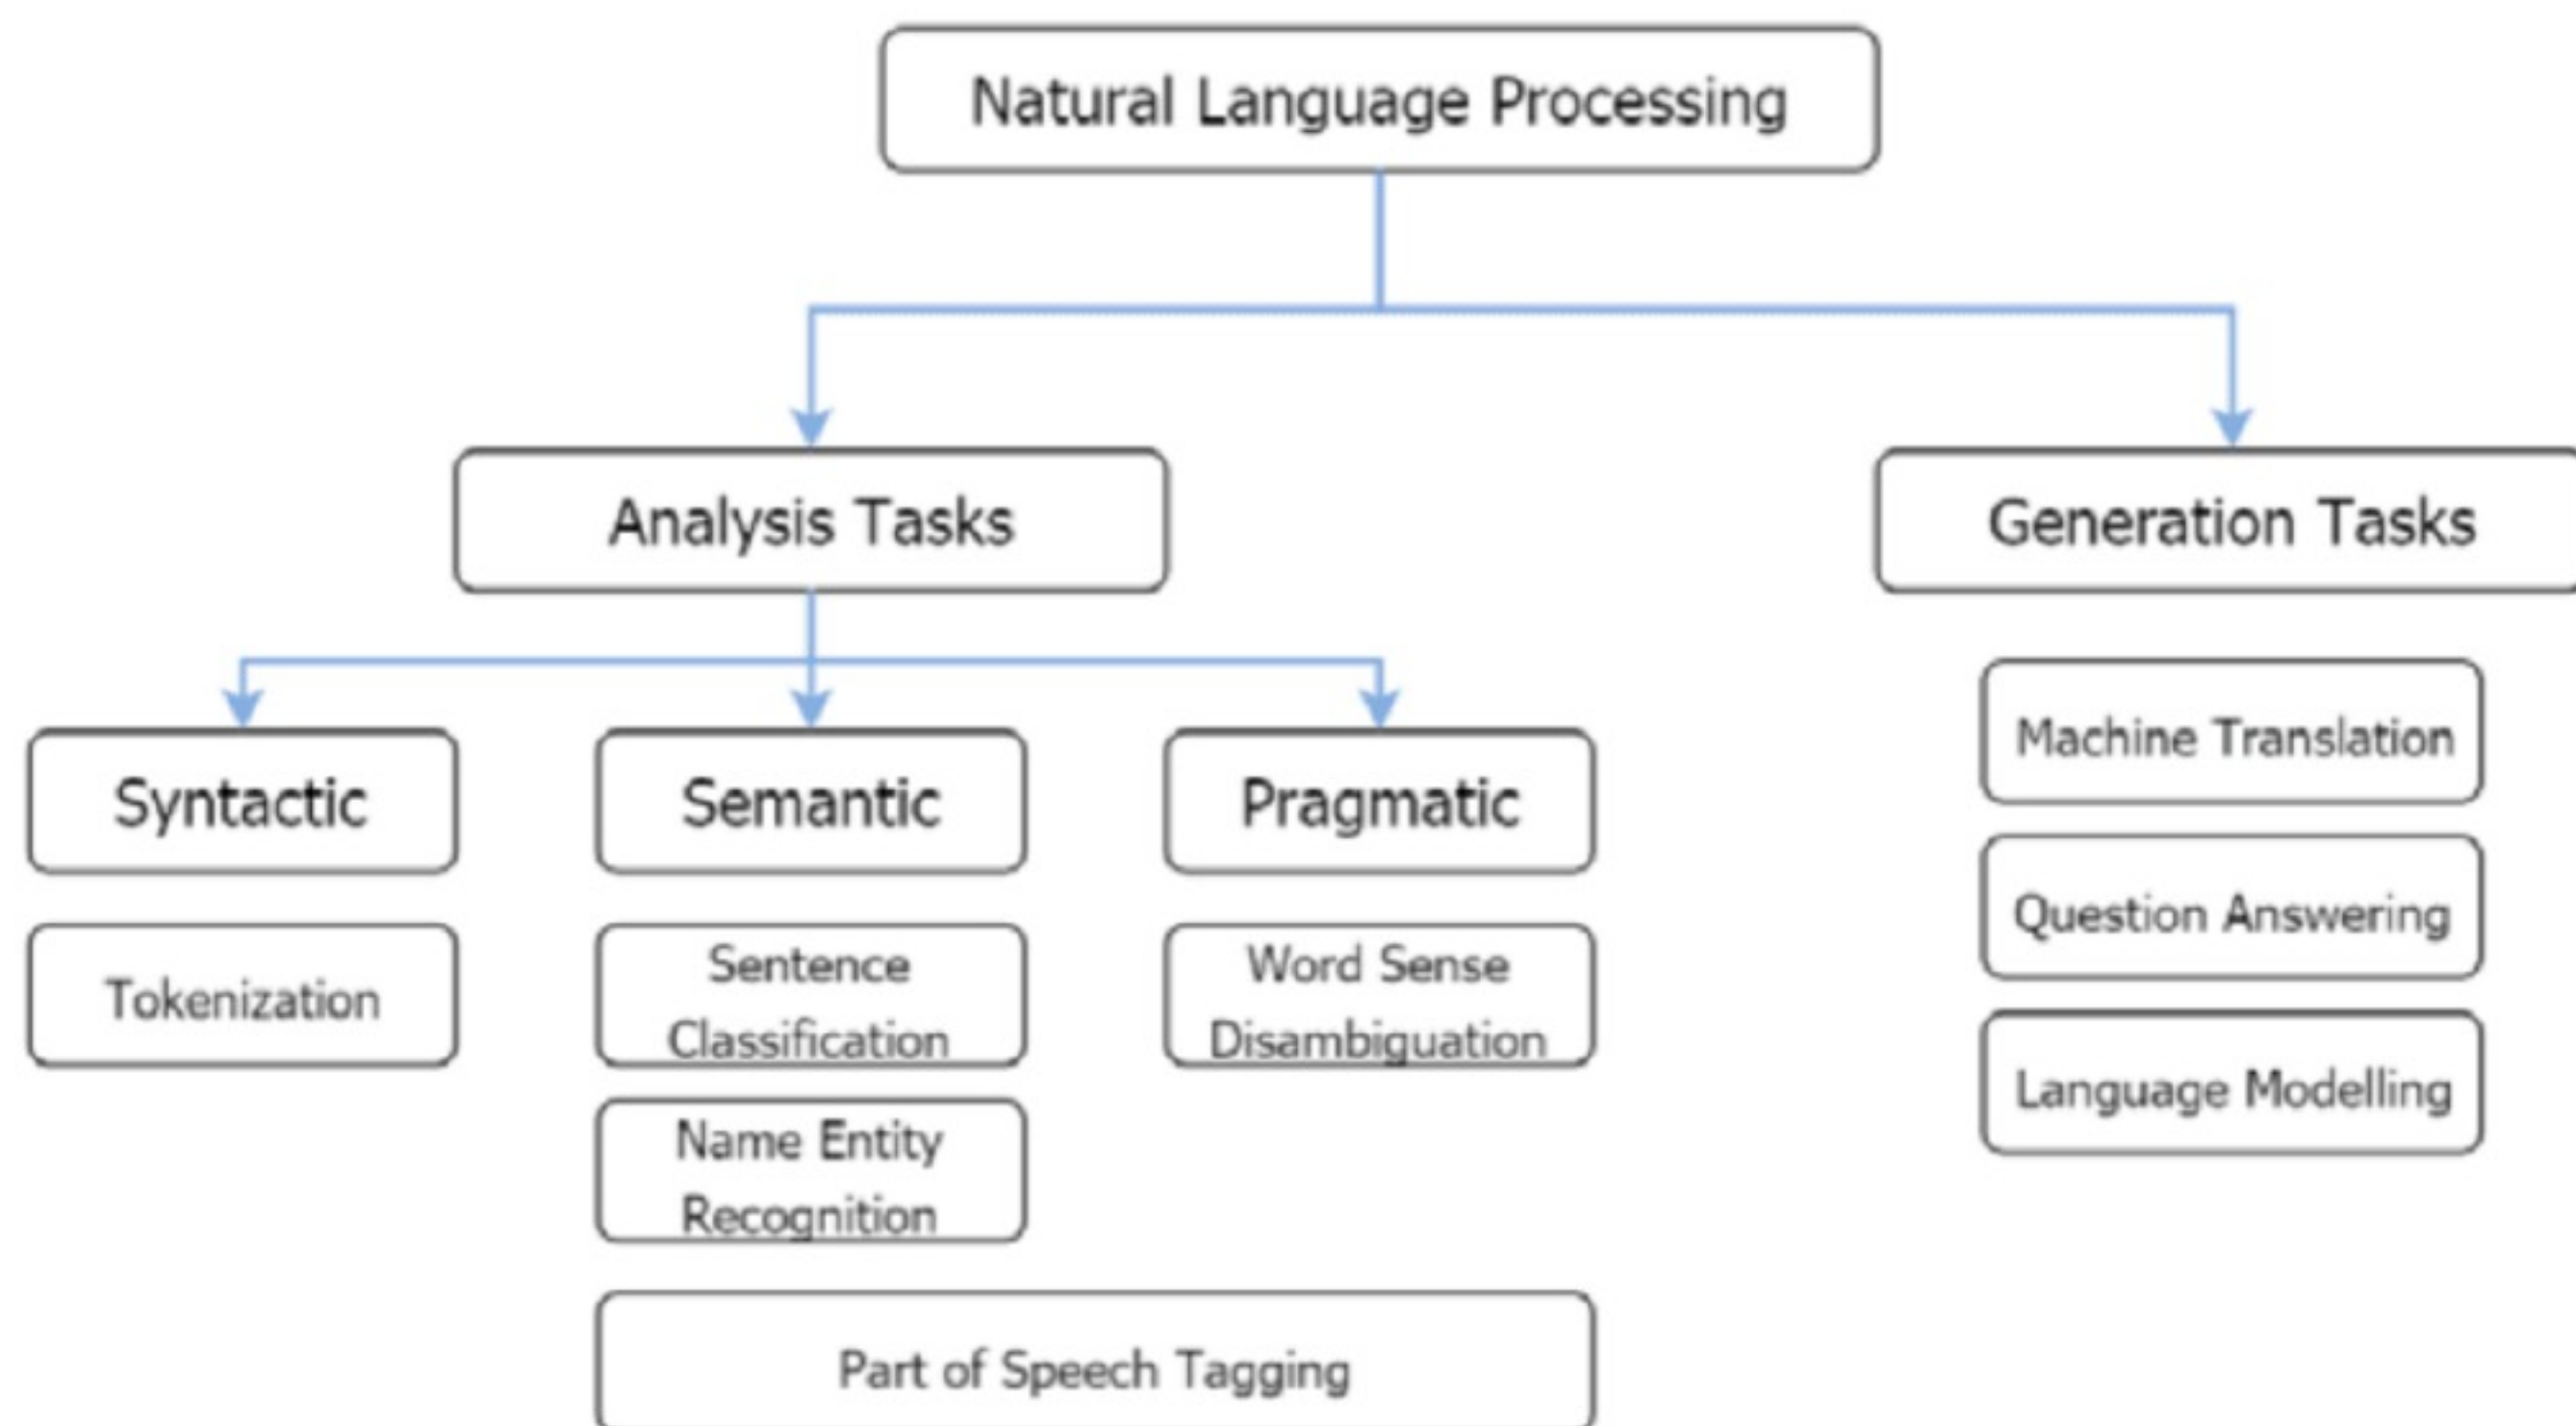 Natural Language Processing
Analysis Tasks
Generation Tasks
Syntactic
Semantic
Pragmatic
Tokenization
Sentence
Classification
Name Entity
Recognition
Word Sense
Disambiguation
Part of Speech Tagging
Machine Translation
Question Answering
Language Modelling